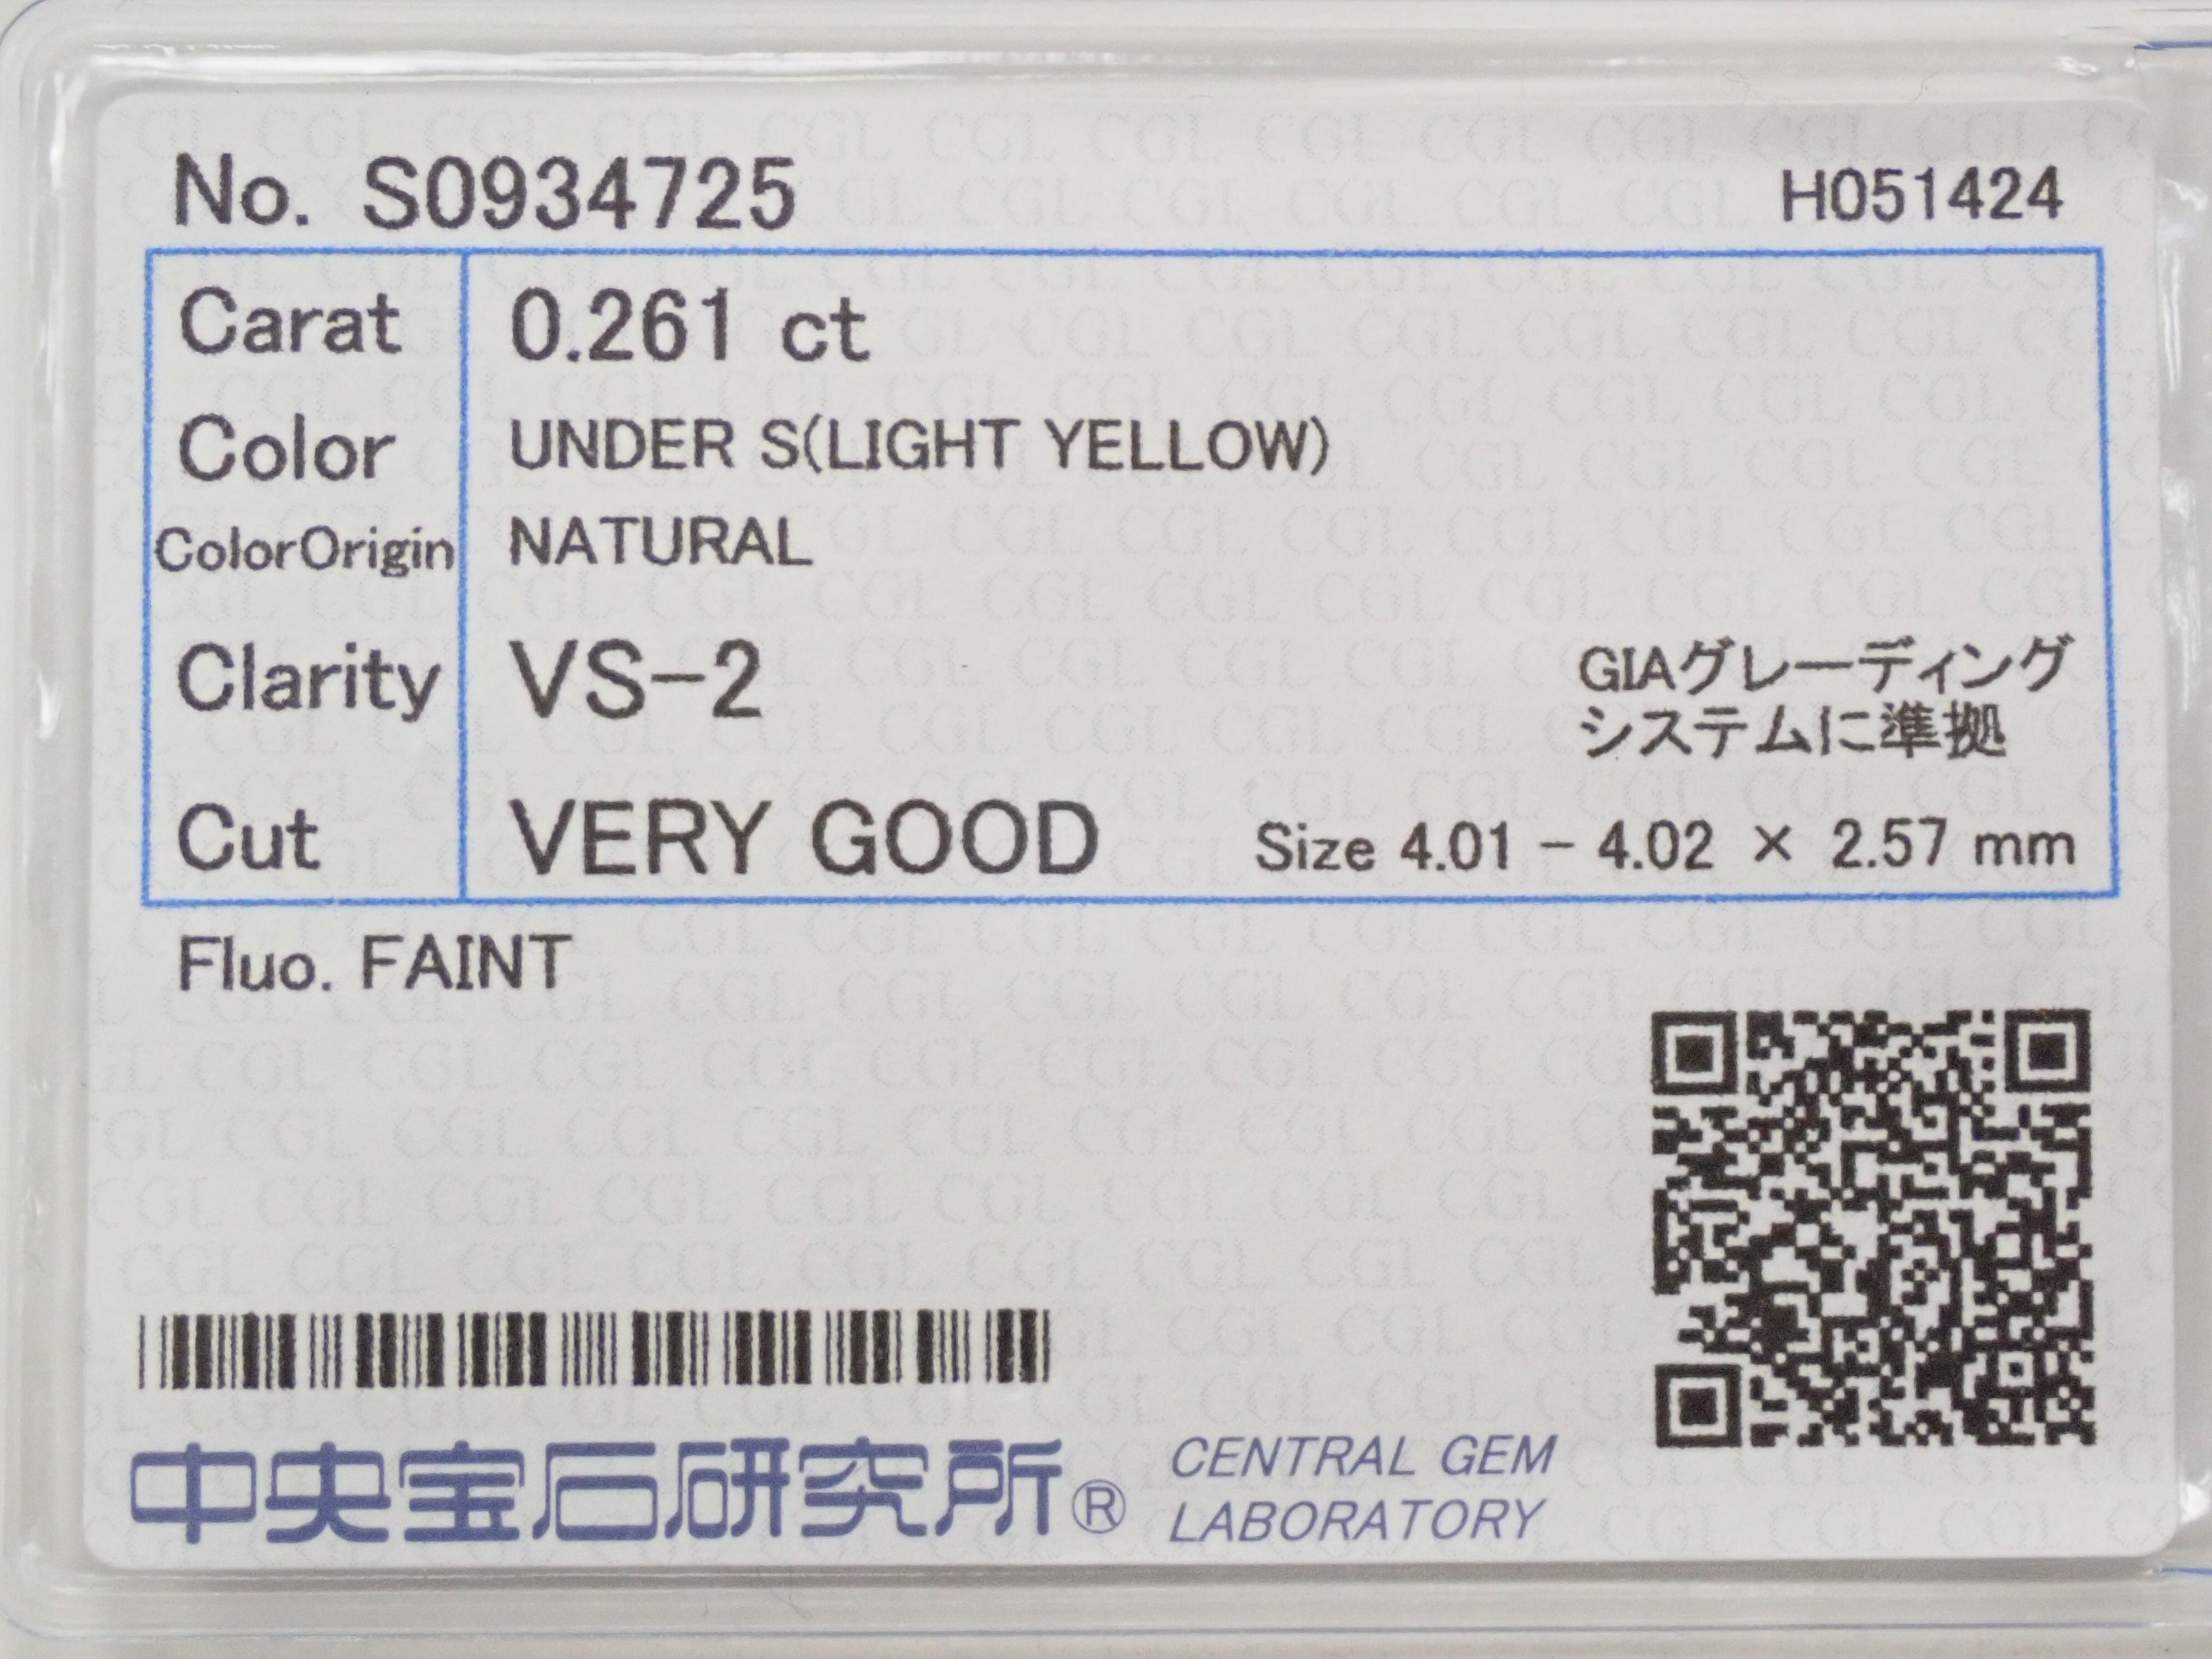 No. S0934725 H051424
Carat 0.261 ct
Color UNDER S(LIGHT YELLOW)
ColorOrigin NATURAL
Clarity VS-2
GIAグレーディング
システムに準拠
Cut VERY GOOD Size 4.01 - 4.02 × 2.57 mm
Fluo. FAINT
中央宝石研究所® CENTRAL GEM
LABORATORY